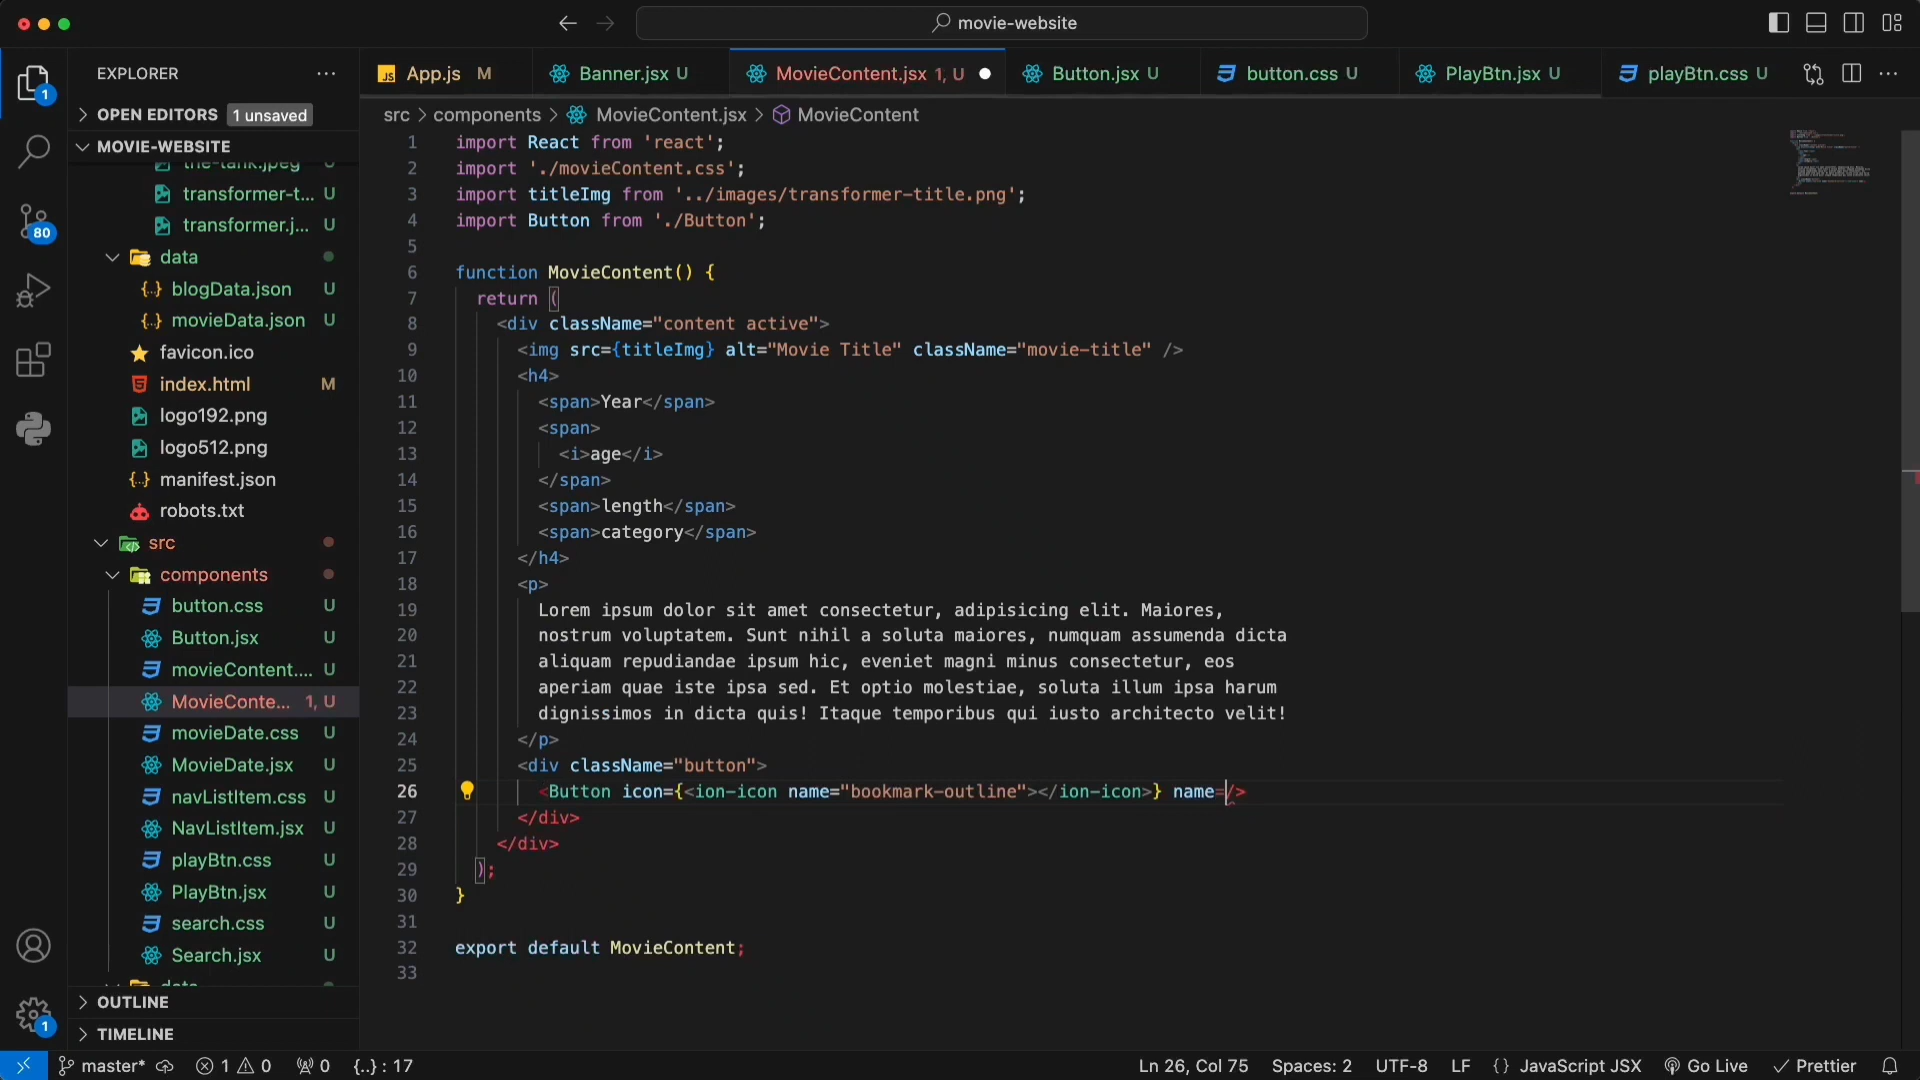 movie-website
EXPLORER
App.js M
Banner.jsx U
MovieContent.jsx 1, U
Button.jsx U
button.css U
PlayBtn.jsx U
playBtn.css U
OPEN EDITORS 1 unsaved
MOVIE-WEBSITE
the-tank.jpeg U
transformer-t... U
transformer.j... U
data
blogData.json U
movieData.json U
favicon.ico
index.html M
logo192.png
logo512.png
manifest.json
robots.txt
src
components
button.css U
Button.jsx U
movieContent.... U
MovieConte... 1, U
movieDate.css U
MovieDate.jsx U
navListItem.css U
NavListItem.jsx U
playBtn.css U
PlayBtn.jsx U
search.css U
Search.jsx U
OUTLINE
TIMELINE
1
80
1
src > components > MovieContent.jsx > MovieContent
1 import React from 'react';
2 import './movieContent.css';
3 import titleImg from '../images/transformer-title.png';
4 import Button from './Button';
5
6 function MovieContent() {
7 return (
8 <div className="content active">
9 <img src={titleImg} alt="Movie Title" className="movie-title" />
10 <h4>
11 <span>Year</span>
12 <span>
13 <i>age</i>
14 </span>
15 <span>length</span>
16 <span>category</span>
17 </h4>
18 <p>
19 Lorem ipsum dolor sit amet consectetur, adipisicing elit. Maiores,
20 nostrum voluptatem. Sunt nihil a soluta maiores, numquam assumenda dicta
21 aliquam repudiandae ipsum hic, eveniet magni minus consectetur, eos
22 aperiam quae iste ipsa sed. Et optio molestiae, soluta illum ipsa harum
23 dignissimos in dicta quis! Itaque temporibus qui iusto architecto velit!
24 </p>
25 <div className="button">
26 <Button icon={<ion-icon name="bookmark-outline"></ion-icon>} name=/>
27 </div>
28 </div>
29 );
30 }
31
32 export default MovieContent;
33
master* 1 0 0 {..} : 17
Ln 26, Col 75 Spaces: 2 UTF-8 LF {} JavaScript JSX Go Live Prettier